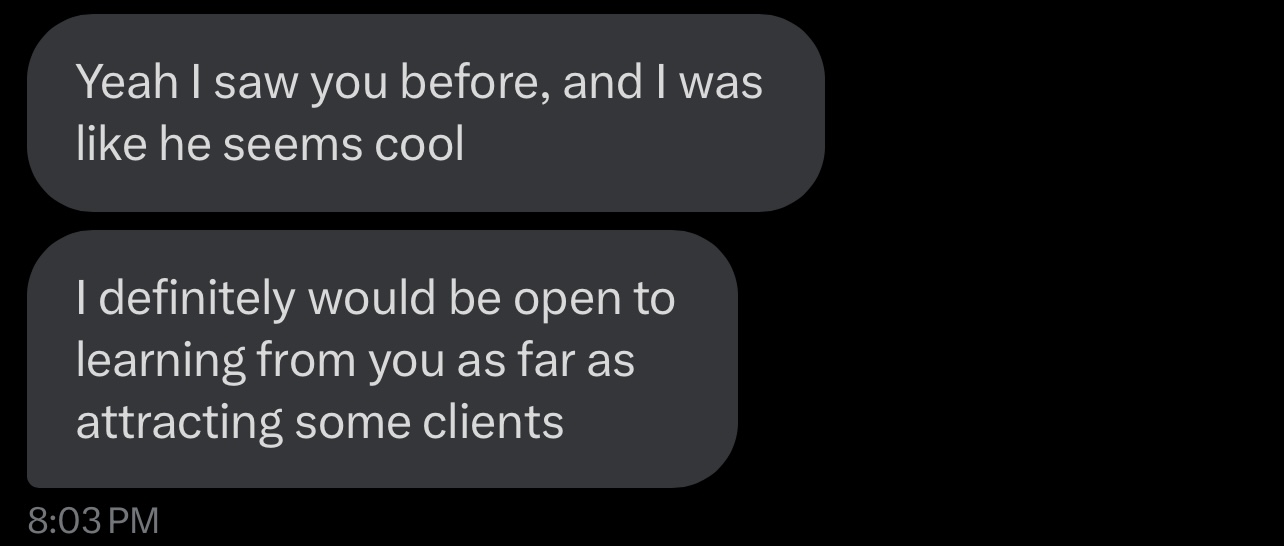 Yeah I saw you before, and I was
like he seems cool
I definitely would be open to
learning from you as far as
attracting some clients
8:03 PM